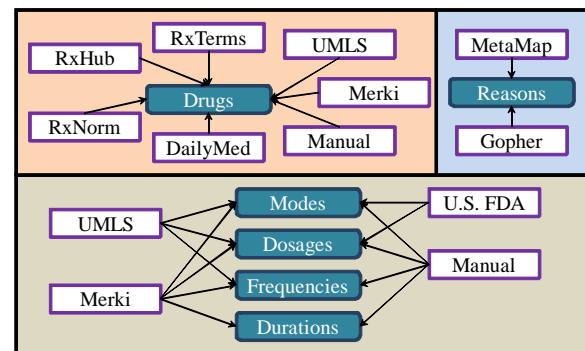 RxTerms
UMLS
MetaMap
RxHub
Drugs
Merki
Reasons
RxNorm
DailyMed
Manual
Gopher
Modes
U.S. FDA
UMLS
Dosages
Manual
Frequencies
Merki
Durations